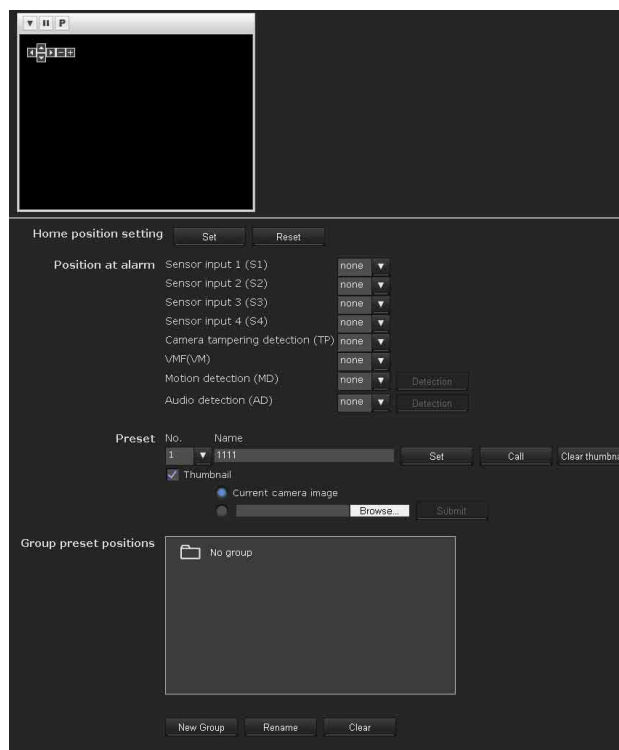 P
Home position setting Set Reset
Position at alarm Sensor input 1 (S1) none
Sensor input 2 (S2) none
Sensor input 3 (S3) none
Sensor input 4 (S4) none
Camera tampering detection (TP) none
VMF(VM) none
Motion detection (MD) none Detection
Audio detection (AD) none Detection
Preset No. Name
1 1111 Set Call Clear thumbna
Thumbnail
Current camera image
Browse... Submit
Group preset positions No group
New Group Rename Clear